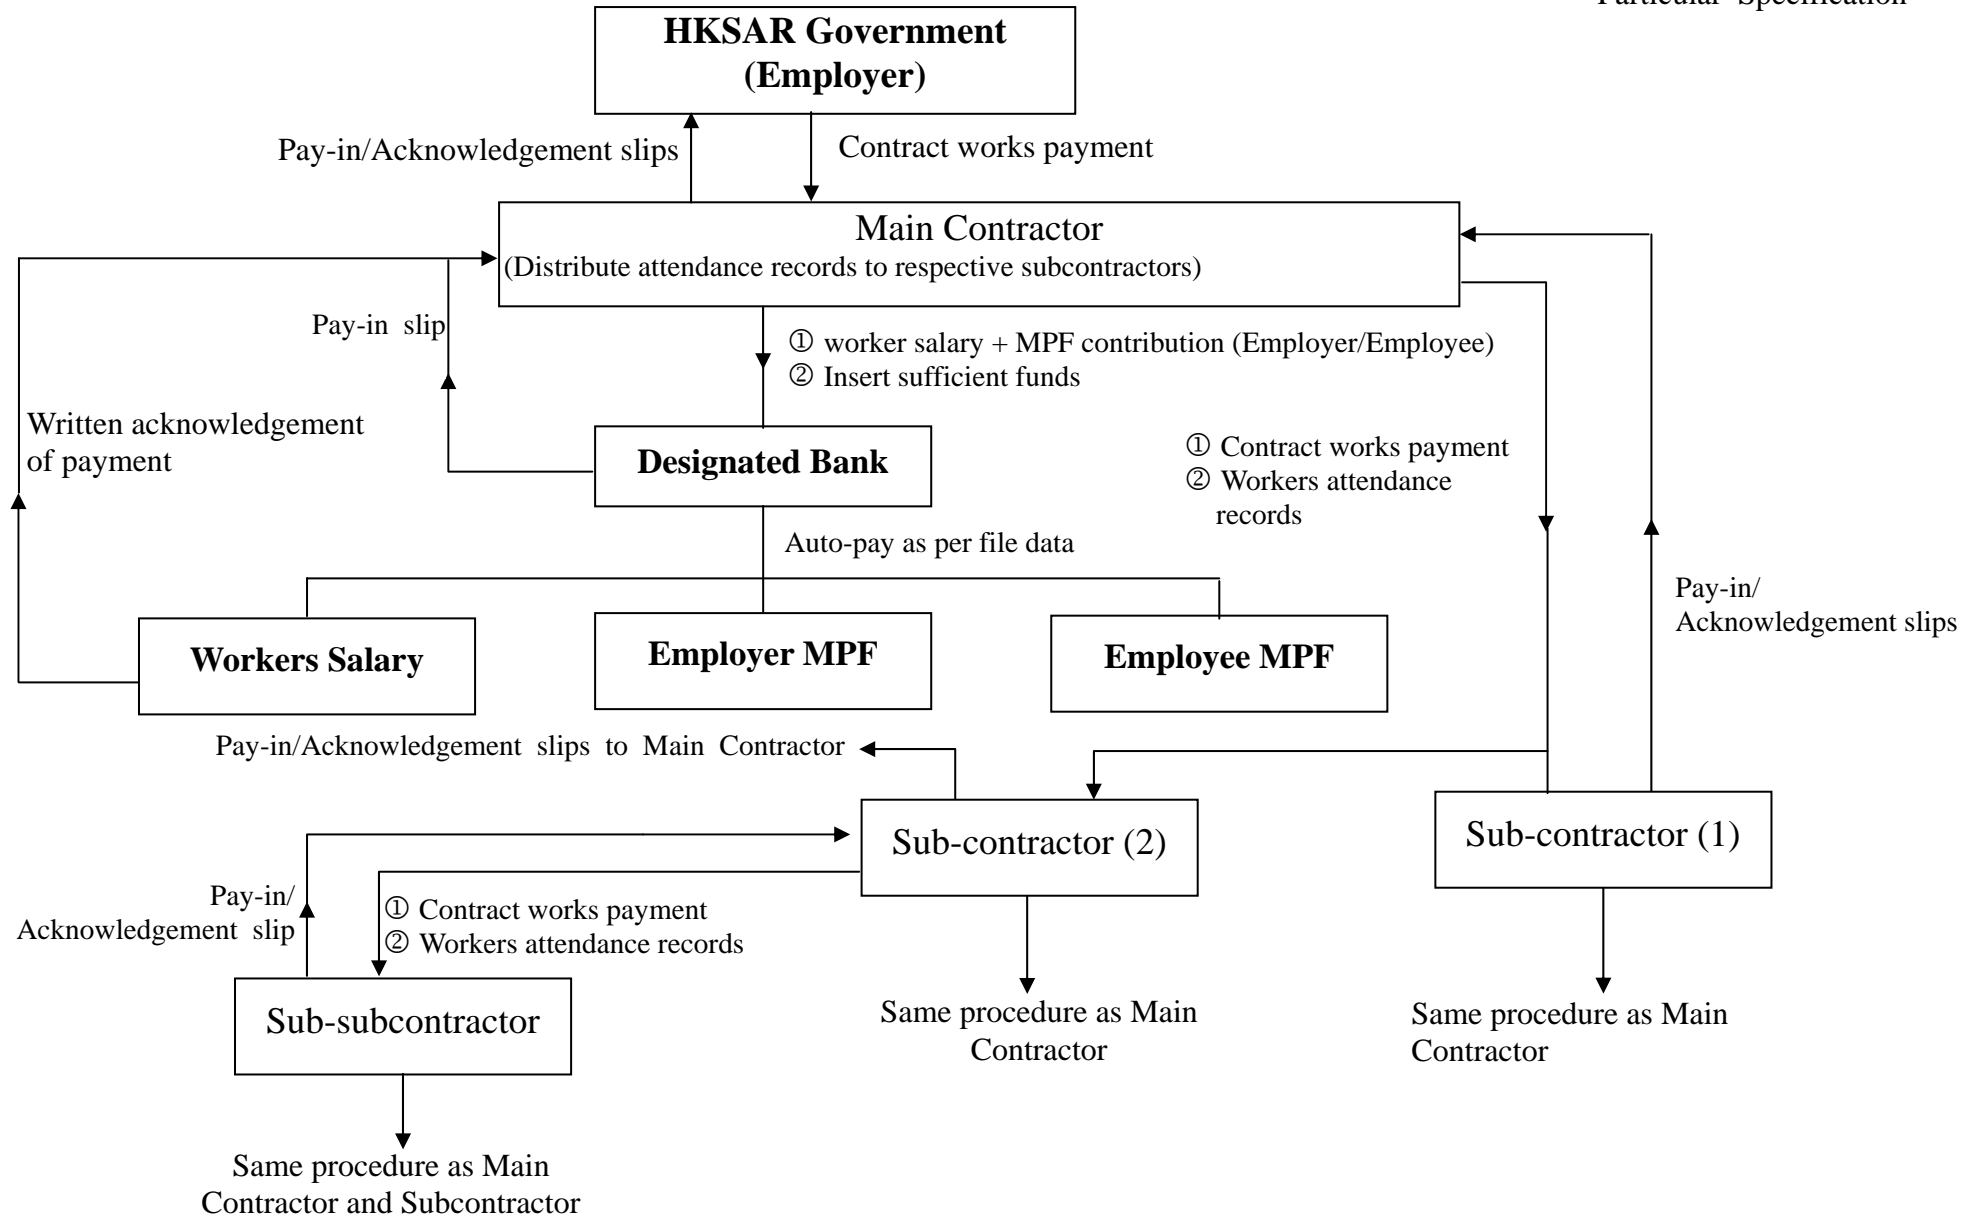 Particular Specification
HKSAR Government
(Employer)
Pay-in/Acknowledgement slips
Contract works payment
Main Contractor
(Distribute attendance records to respective subcontractors)
Pay-in slip
① worker salary + MPF contribution (Employer/Employee)
② Insert sufficient funds
Written acknowledgement
of payment
Designated Bank
① Contract works payment
② Workers attendance
records
Auto-pay as per file data
Pay-in/
Acknowledgement slips
Workers Salary
Employer MPF
Employee MPF
Pay-in/Acknowledgement slips to Main Contractor
Sub-contractor (2)
Sub-contractor (1)
Pay-in/
Acknowledgement slip
① Contract works payment
② Workers attendance records
Sub-subcontractor
Same procedure as Main
Contractor
Same procedure as Main
Contractor
Same procedure as Main
Contractor and Subcontractor